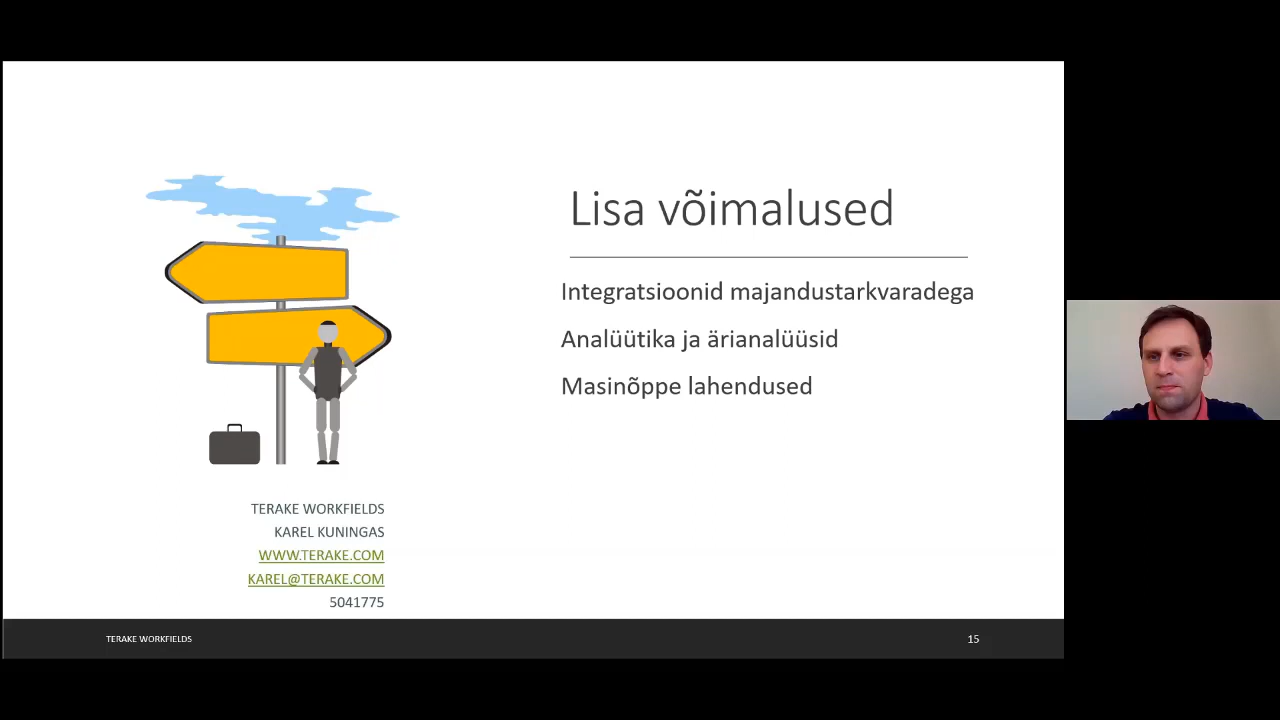 Lisa võimalused
Integratsioonid majandustarkvaradega
Analüütika ja ärianalüüsid
Masinõppe lahendused
TERAKE WORKFIELDS
KAREL KUNINGAS
WWW.TERAKE.COM
KAREL@TERAKE.COM
5041775
TERAKE WORKFIELDS
15